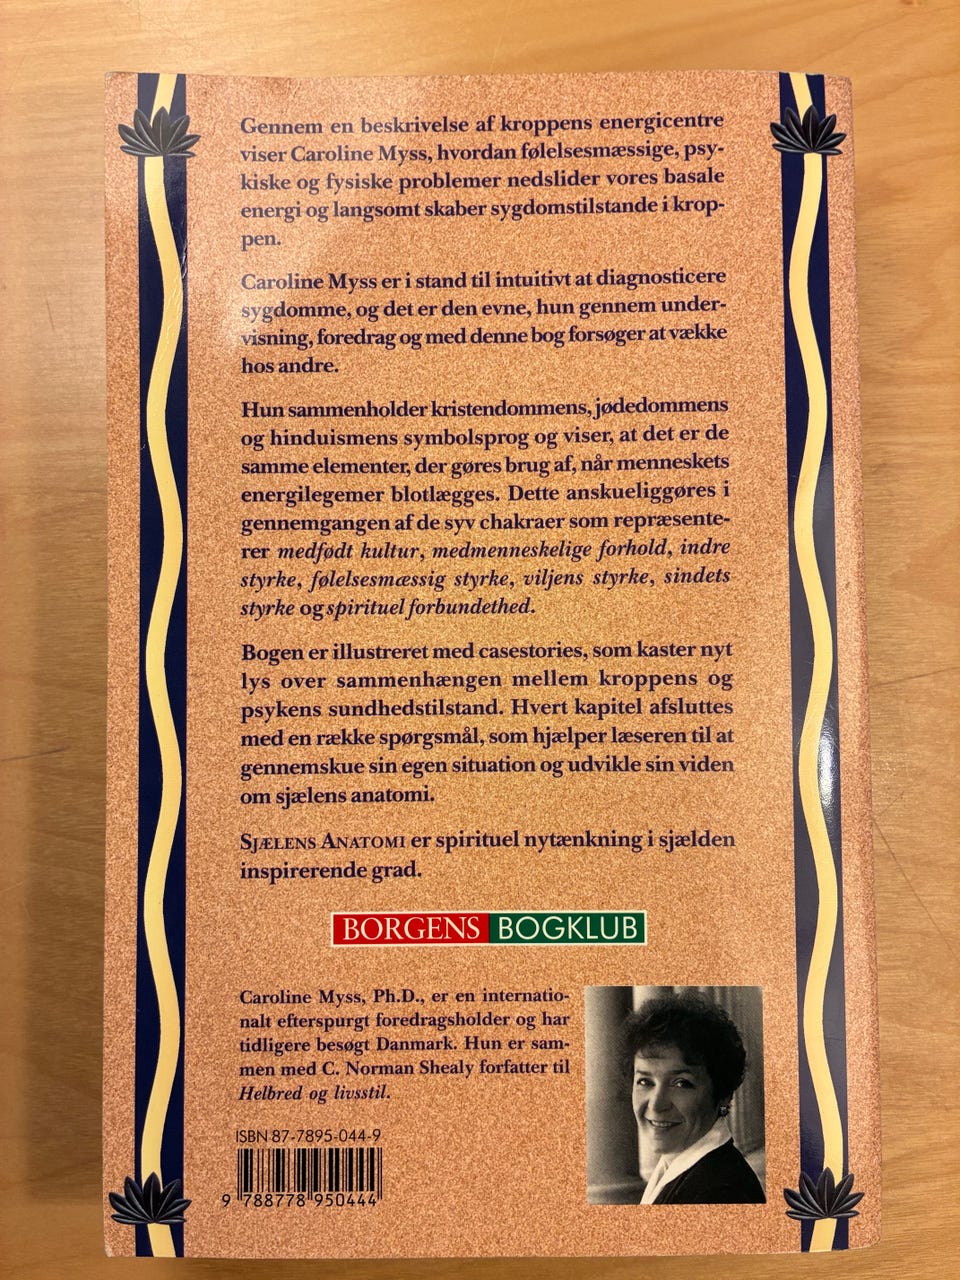 Gennem en beskrivelse af kroppens energicentre
viser Caroline Myss, hvordan følelsesmæssige, psy-
kiske og fysiske problemer nedslider vores basale
energi og langsomt skaber sygdomstilstande i krop-
pen.
Caroline Myss er i stand til intuitivt at diagnosticere
sygdomme, og det er den evne, hun gennem under-
visning, foredrag og med denne bog forsøger at vække
hos andre.
Hun sammenholder kristendommens, jødedommens
og hinduismens symbolsprog og viser, at det er de
samme elementer, der gøres brug af, når menneskets
energilegemer blotlægges. Dette anskueliggøres i
gennemgangen af de syv chakraer som repræsente-
rer medfødt kultur, medmenneskelige forhold, indre
styrke, følelsesmæssig styrke, viljens styrke, sindets
styrke og spirituel forbundethed.
Bogen er illustreret med casestories, som kaster nyt
lys over sammenhængen mellem kroppens og
psykens sundhedstilstand. Hvert kapitel afsluttes
med en række spørgsmål, som hjælper læseren til at
gennemskue sin egen situation og udvikle sin viden
om sjælens anatomi.
SJÆLENS ANATOMI er spirituel nytænkning i sjælden
inspirerende grad.
BORGENS BOGKLUB
Caroline Myss, Ph.D., er en internatio-
nalt efterspurgt foredragsholder og har
tidligere besøgt Danmark. Hun er sam-
men med C. Norman Shealy forfatter til
Helbred og livsstil.
ISBN 87-7895-044-9
9 788778 950444